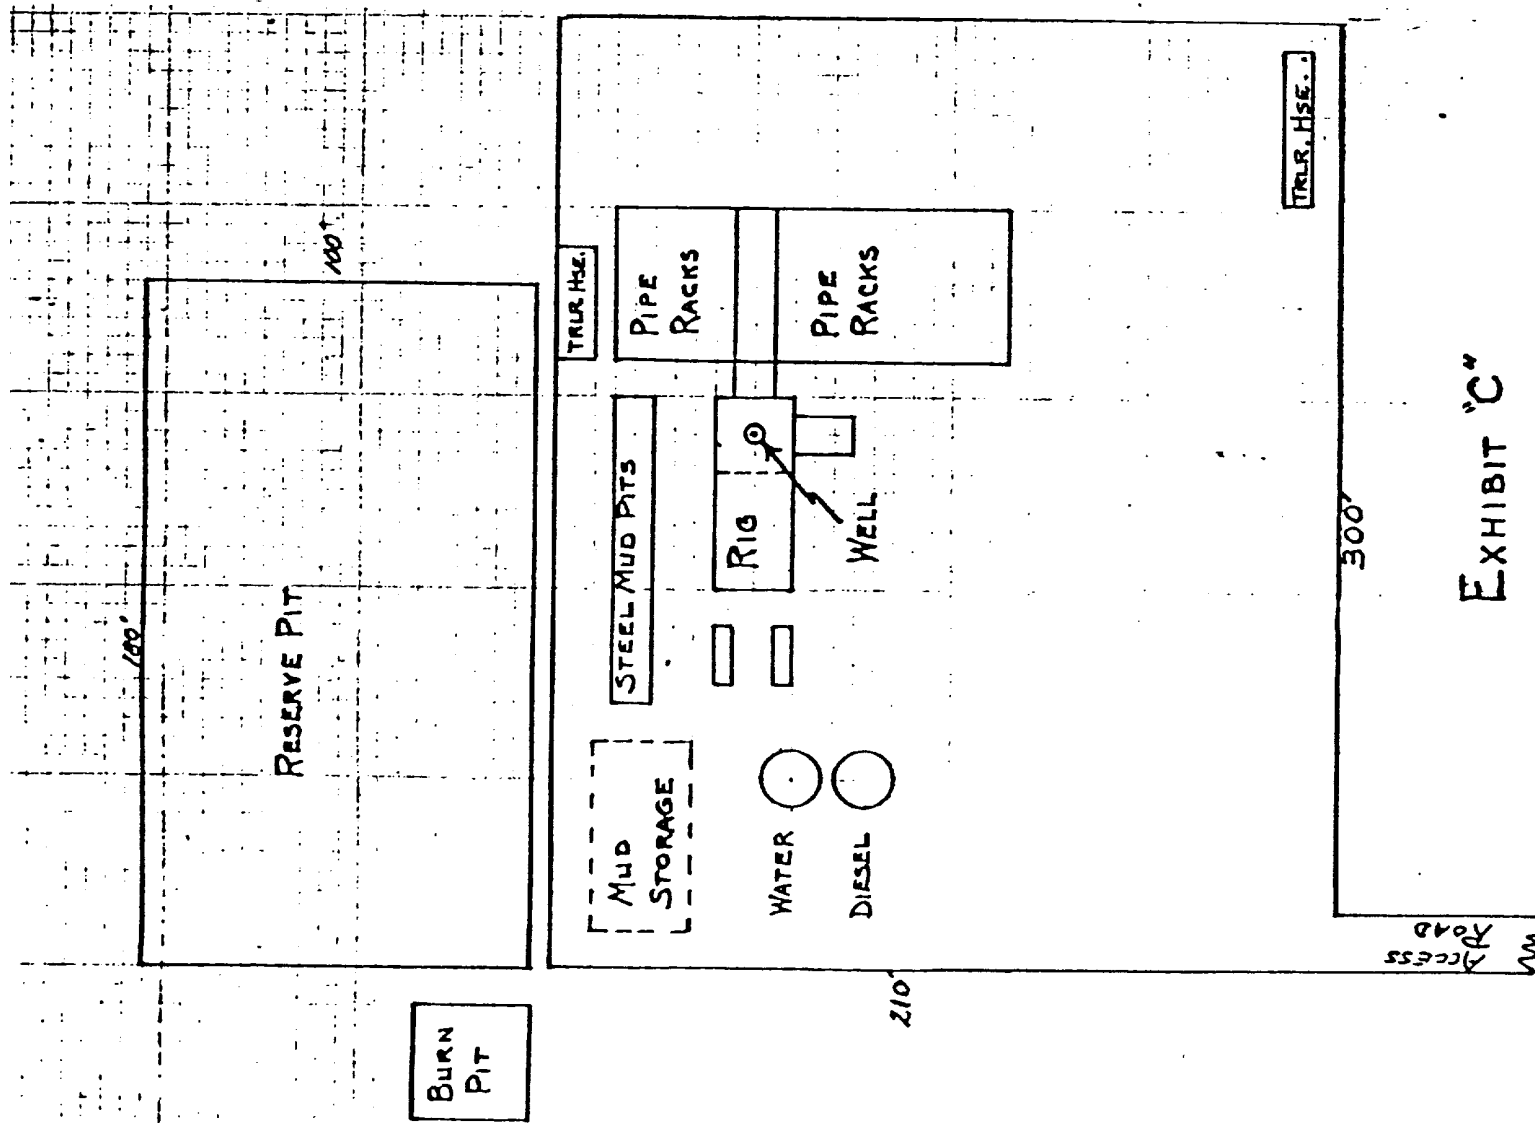 180'
RESERVE PIT
100'
BURN
PIT
TRLR HSE.
MUD
STORAGE
STEEL MUD PITS
PIPE
RACKS
RIG
PIPE
RACKS
WATER
DIESEL
WELL
210'
TRLR. HSE.
300'
ACCESS
ROAD
EXHIBIT "C"